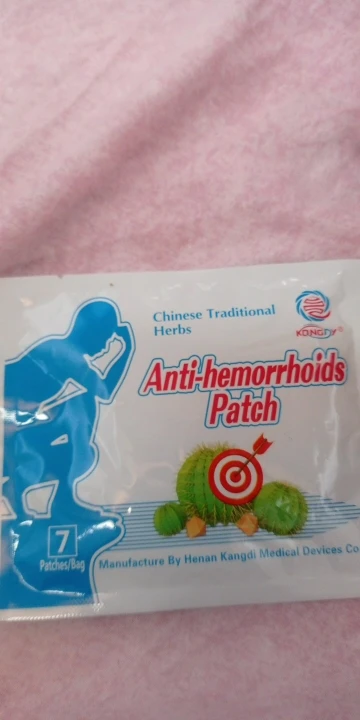 Chinese Traditional
Herbs
KONGDY®
Anti-hemorrhoids
Patch
7
Patches/Bag
Manufacture By Henan Kangdi Medical Devices Co